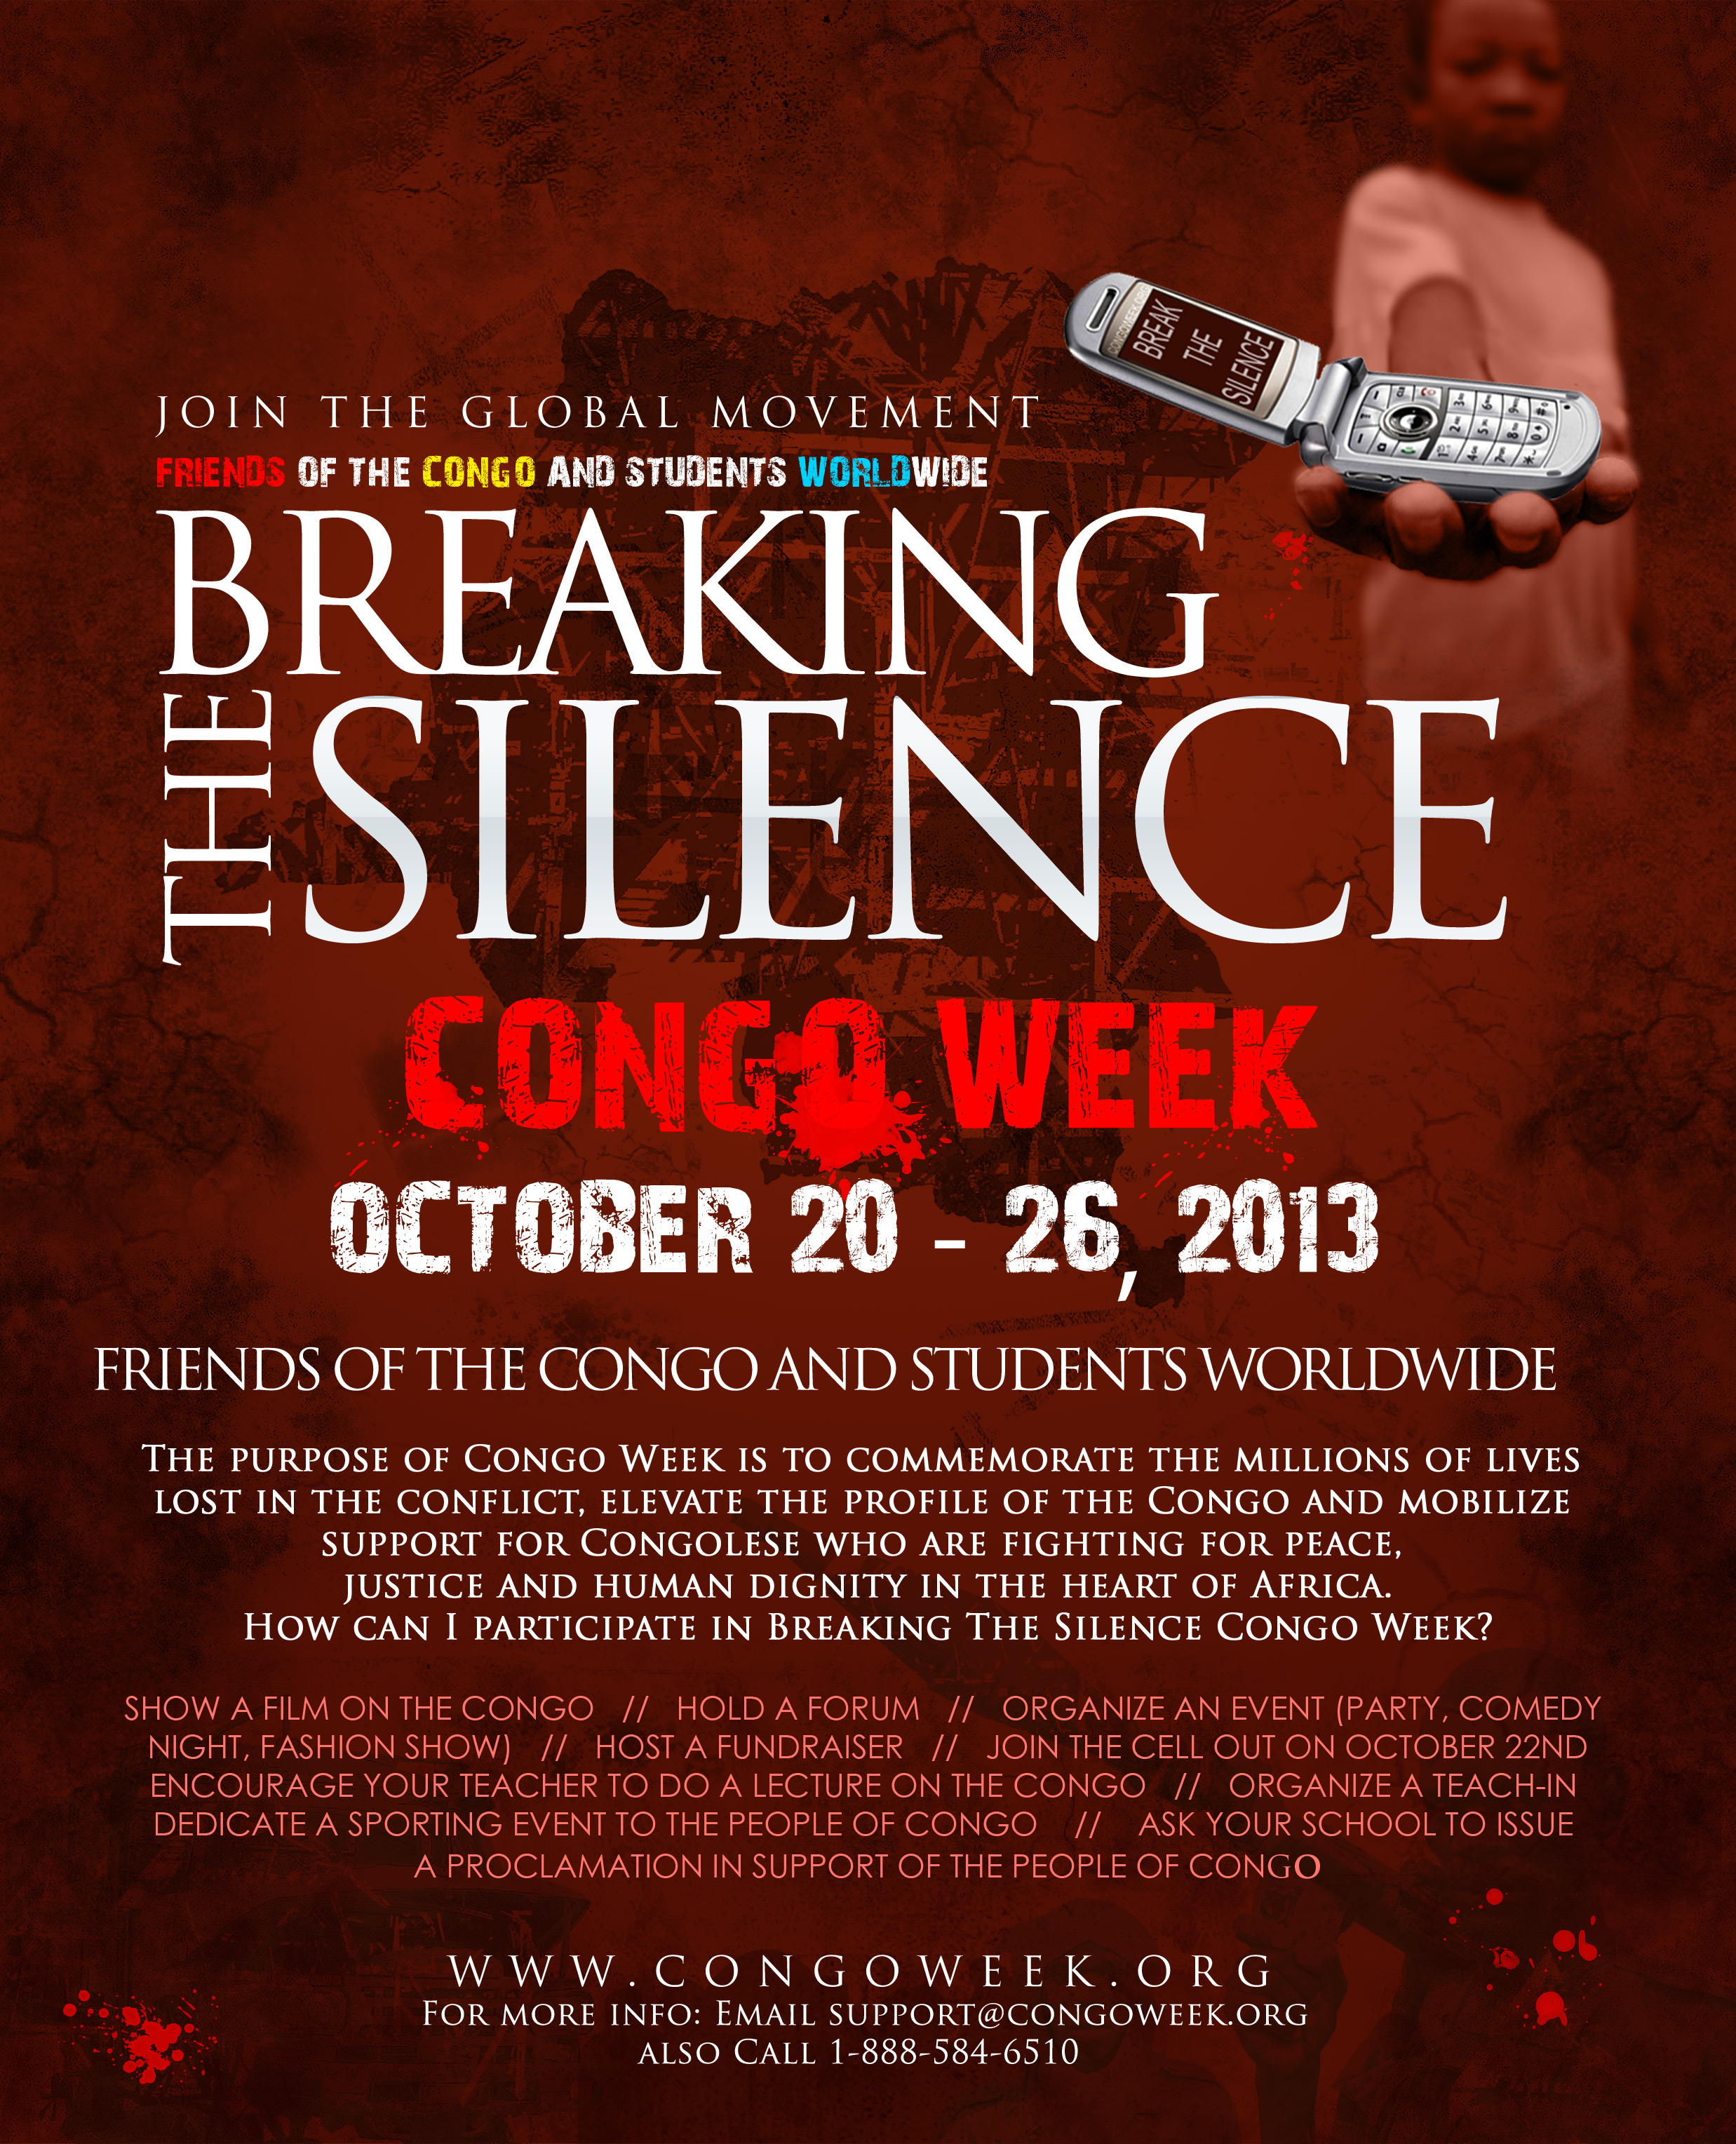 CONGOWEEK.ORG
BREAK
THE
SILENCE
JOIN THE GLOBAL MOVEMENT
FRIENDS OF THE CONGO AND STUDENTS WORLDWIDE
BREAKING
THE SILENCE
CONGO WEEK
OCTOBER 20 - 26, 2013
FRIENDS OF THE CONGO AND STUDENTS WORLDWIDE
The purpose of Congo Week is to commemorate the millions of lives
lost in the conflict, elevate the profile of the Congo and mobilize
support for Congolese who are fighting for peace,
justice and human dignity in the heart of Africa.
How can I participate in Breaking The Silence Congo Week?
SHOW A FILM ON THE CONGO // HOLD A FORUM // ORGANIZE AN EVENT (PARTY, COMEDY
NIGHT, FASHION SHOW) // HOST A FUNDRAISER // JOIN THE CELL OUT ON OCTOBER 22ND
ENCOURAGE YOUR TEACHER TO DO A LECTURE ON THE CONGO // ORGANIZE A TEACH-IN
DEDICATE A SPORTING EVENT TO THE PEOPLE OF CONGO // ASK YOUR SCHOOL TO ISSUE
A PROCLAMATION IN SUPPORT OF THE PEOPLE OF CONGO
WWW.CONGOWEEK.ORG
For more info: Email support@congoweek.org
also Call 1-888-584-6510